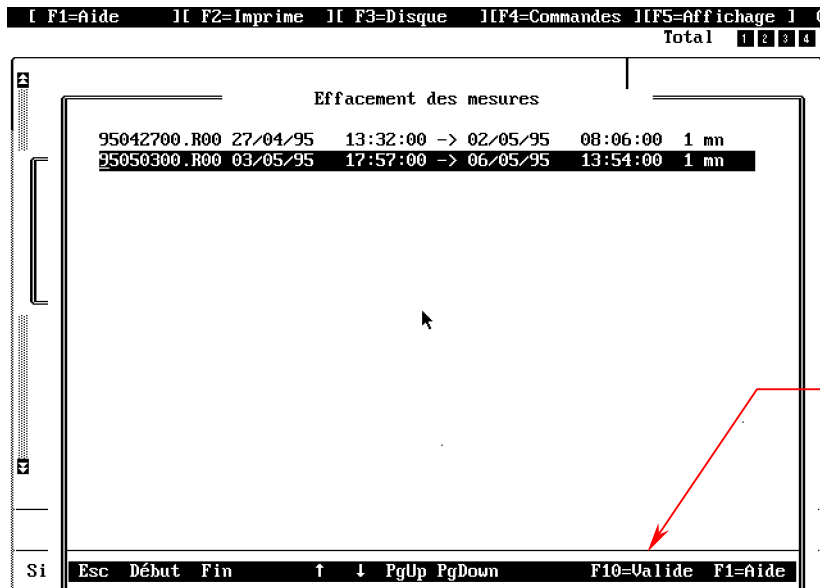 [ F1=Aide ][ F2=Imprime ][ F3=Disque ][F4=Commandes ][F5=Affichage ]
Total 1 2 3 4
Effacement des mesures
95042700.R00 27/04/95 13:32:00 -> 02/05/95 08:06:00 1 mn
95050300.R00 03/05/95 17:57:00 -> 06/05/95 13:54:00 1 mn
Si Esc Début Fin ↑ ↓ PgUp PgDown F10=Valide F1=Aide